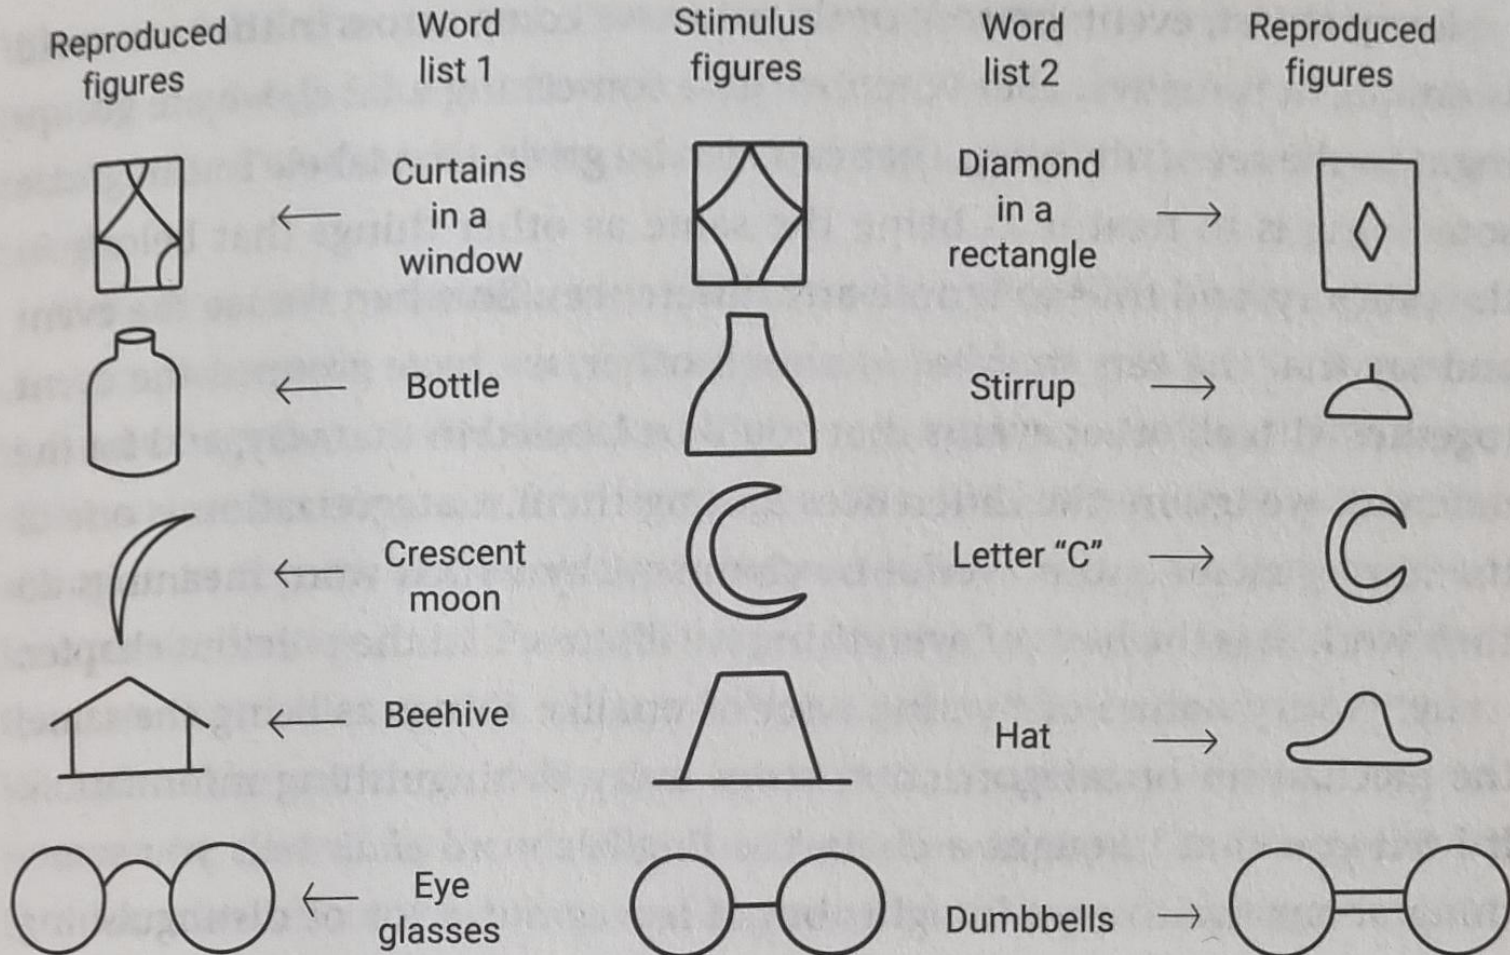 Reproduced
figures
Word
list 1
Stimulus
figures
Word
list 2
Reproduced
figures
Curtains
in a
window
Diamond
in a
rectangle
Bottle
Stirrup
Crescent
moon
Letter “C”
Beehive
Hat
Eye
glasses
Dumbbells